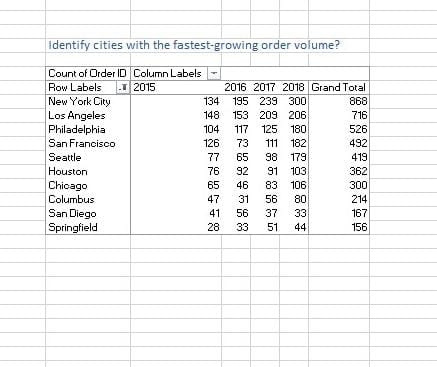 Identify cities with the fastest-growing order volume?
Count of Order ID Column Labels
Row Labels 2015 2016 2017 2018 Grand Total
New York City 134 195 239 300 868
Los Angeles 148 153 209 206 716
Philadelphia 104 117 125 180 526
San Francisco 126 73 111 182 492
Seattle 77 65 98 179 419
Houston 76 92 91 103 362
Chicago 65 46 83 106 300
Columbus 47 31 56 80 214
San Diego 41 56 37 33 167
Springfield 28 33 51 44 156